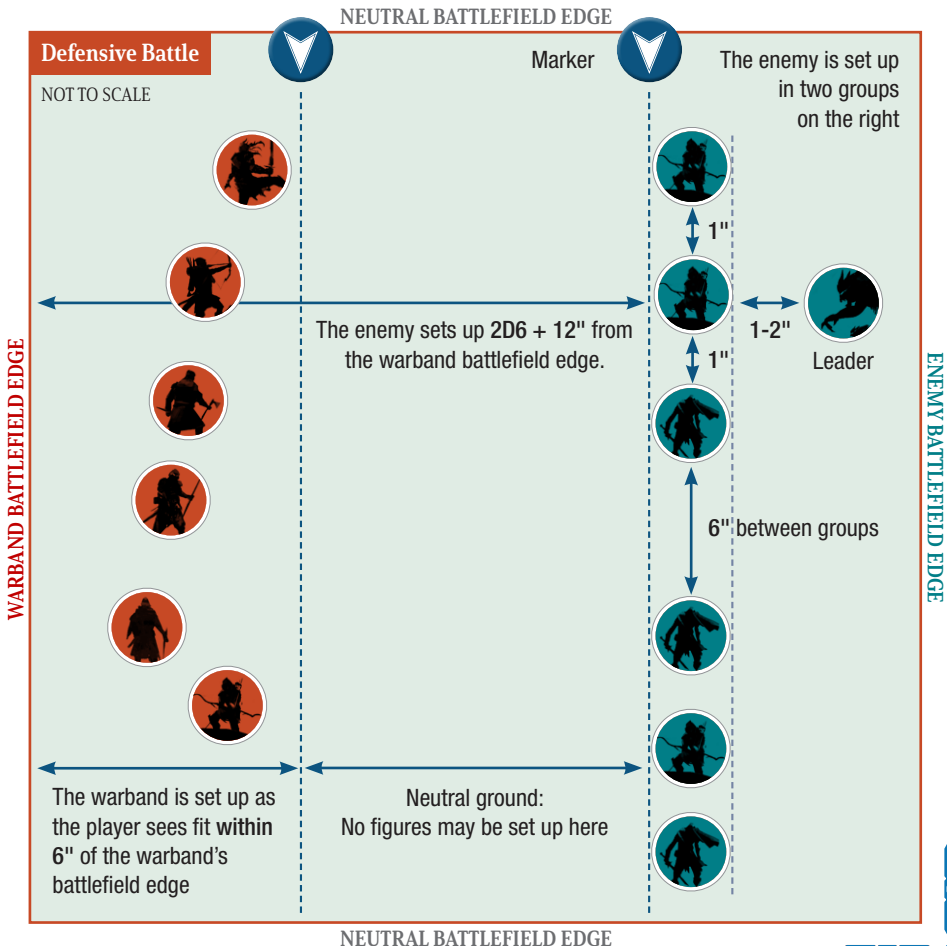 NEUTRAL BATTLEFIELD EDGE
Defensive Battle
NOT TO SCALE
Marker
The enemy is set up
in two groups
on the right
1"
1-2"
Leader
The enemy sets up 2D6 + 12" from
the warband battlefield edge.
1"
WARBAND BATTLEFIELD EDGE
ENEMY BATTLEFIELD EDGE
6" between groups
The warband is set up as
the player sees fit within
6" of the warband's
battlefield edge
Neutral ground:
No figures may be set up here
NEUTRAL BATTLEFIELD EDGE